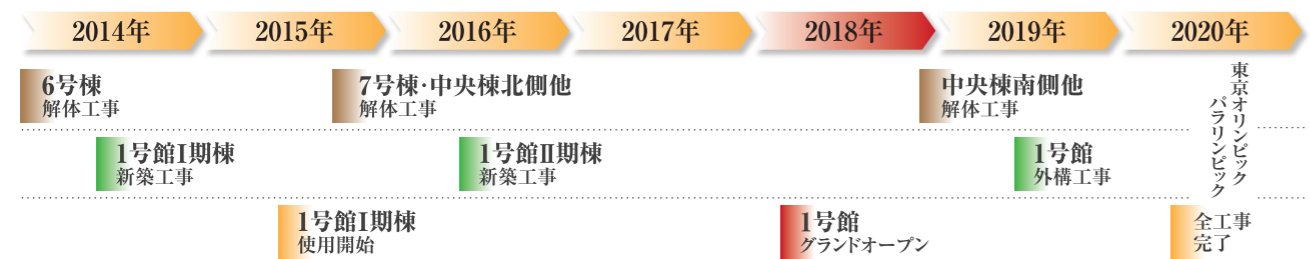 2014年
2015年
2016年
2017年
2018年
2019年
2020年
6号棟
解体工事
7号棟・中央棟北側他
解体工事
中央棟南側他
解体工事
東京オリンピック
パラリンピック
1号館Ⅰ期棟
新築工事
1号館Ⅱ期棟
新築工事
1号館
外構工事
1号館Ⅰ期棟
使用開始
1号館
グランドオープン
全工事
完了